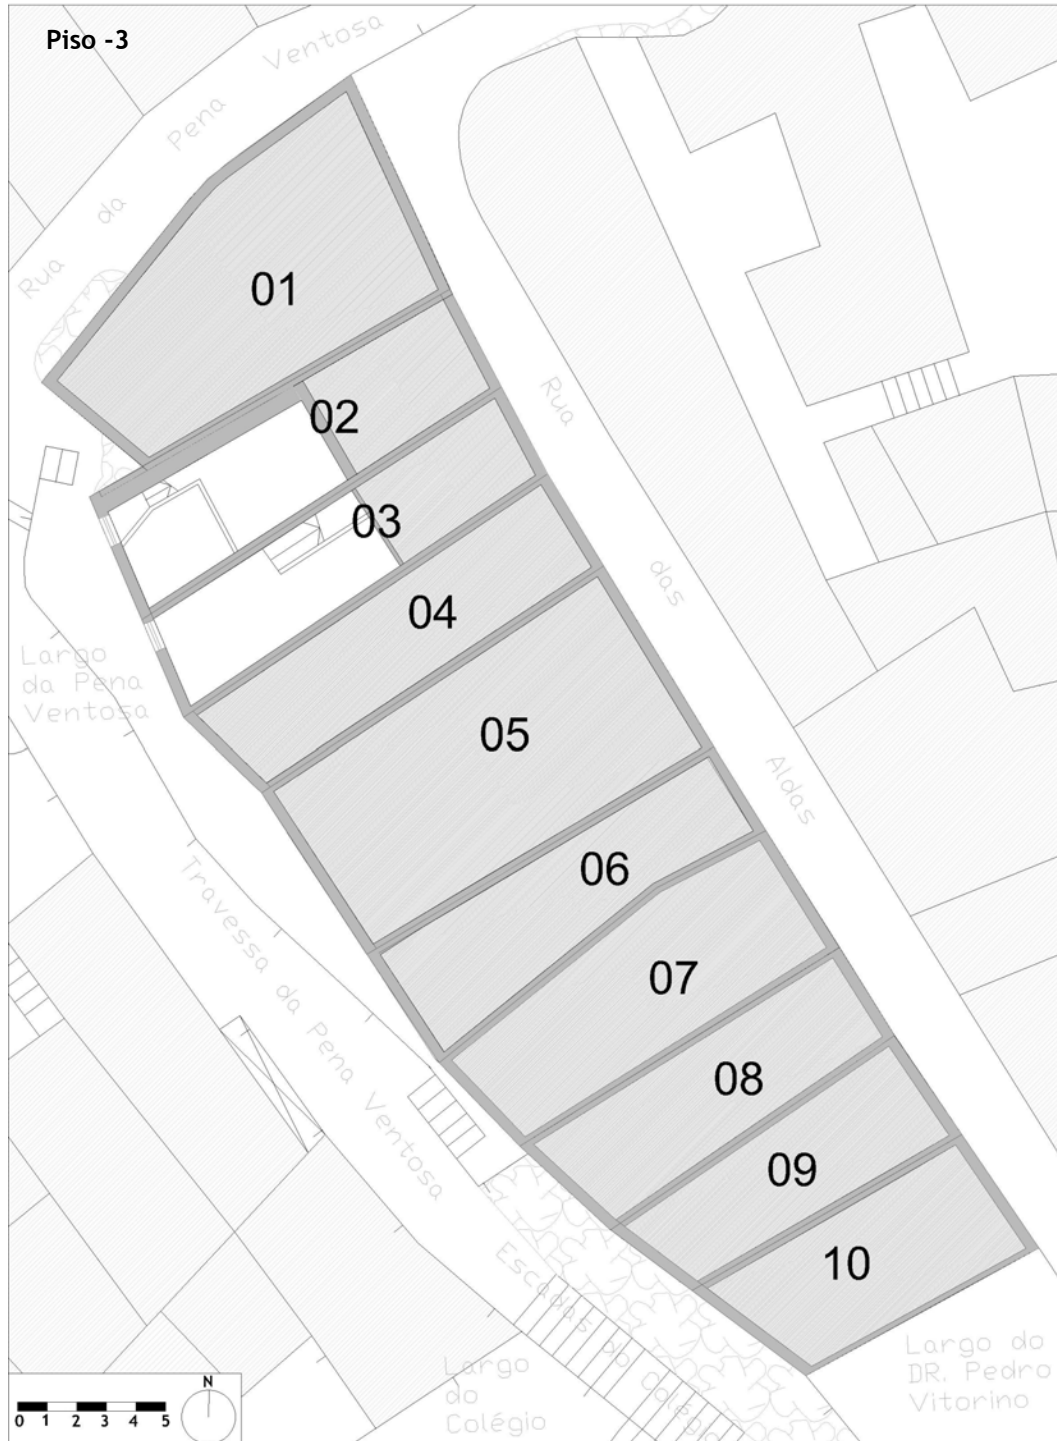 Piso -3
Rua da Pena Ventosa
01
02
03
04
05
06
07
08
09
10
Rua das Aldas
Largo
da Pena
Ventosa
Travessa da Pena Ventosa
Escadas do Colégio
Largo
do
Colégio
Largo do
DR. Pedro
Vitorino
N
0 1 2 3 4 5